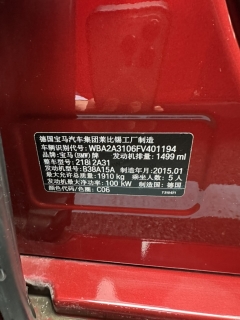 德国宝马汽车集团莱比锡工厂制造
车辆识别代号: WBA2A3106FV401194
品牌: 宝马 (BMW) 牌 发动机排量: 1499 ml
整车型号: 218i 2A31
发动机型号: B38A15A 制造年月: 2015.01
最大允许总质量: 1910 kg 乘坐人数: 5 人
最大净功率: 100 kW 制造国: 德国
颜色代号/色圈: C06